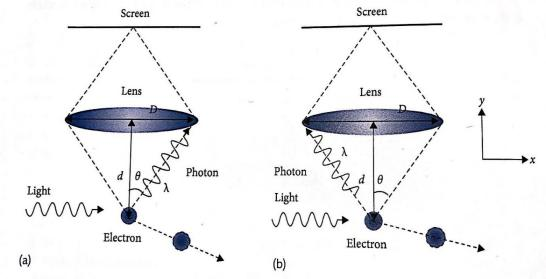 Screen
Lens
D
d
θ
λ
Photon
Light
Electron
(a)
Screen
Lens
D
λ
Photon
d
θ
Light
Electron
(b)
y
x